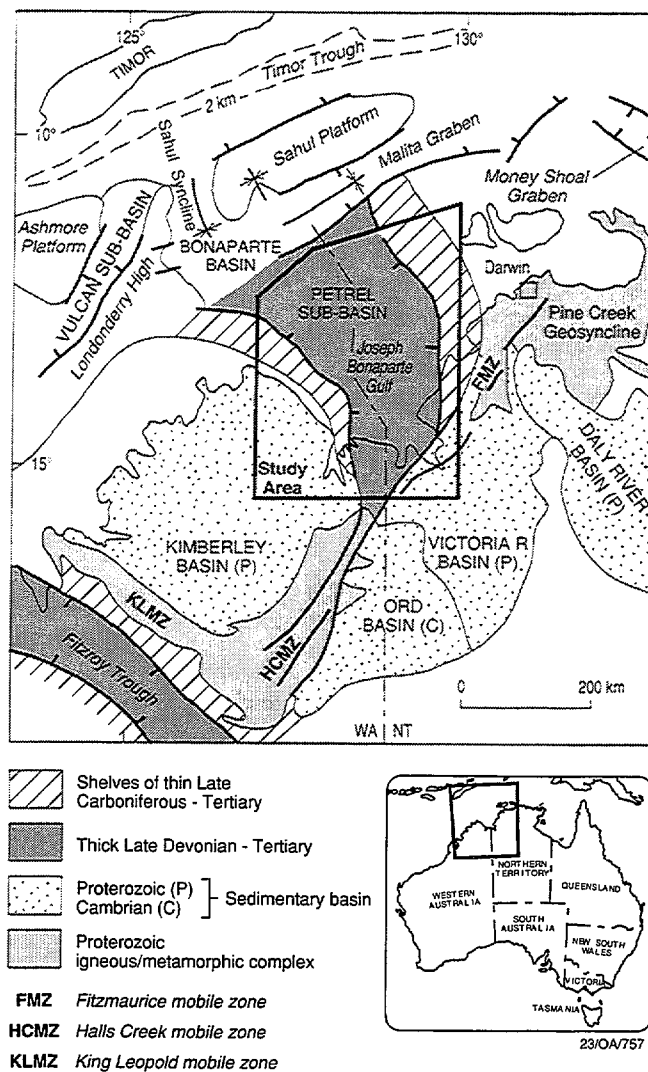 125°
130°
TIMOR
Timor Trough
2 km
10°
Sahul Syncline
Sahul Platform
Malita Graben
Money Shoal
Graben
Ashmore
Platform
VULCAN SUB-BASIN
Londonderry High
BONAPARTE
BASIN
Darwin
PETREL
SUB-BASIN
Pine Creek
Geosyncline
Joseph
Bonaparte
Gulf
FMZ
15°
Study
Area
DALY RIVER
BASIN (P)
KIMBERLEY
BASIN (P)
VICTORIA R
BASIN (P)
KLMZ
ORD
BASIN (C)
HCMZ
Fitzroy Trough
0 200 km
WA NT
Shelves of thin Late
Carboniferous - Tertiary
Thick Late Devonian - Tertiary
Proterozoic (P)
Cambrian (C)
Sedimentary basin
Proterozoic
igneous/metamorphic complex
FMZ Fitzmaurice mobile zone
HCMZ Halls Creek mobile zone
KLMZ King Leopold mobile zone
WESTERN
AUSTRALIA
NORTHERN
TERRITORY
QUEENSLAND
SOUTH
AUSTRALIA
NEW SOUTH
WALES
VICTORIA
TASMANIA
23/OA/757